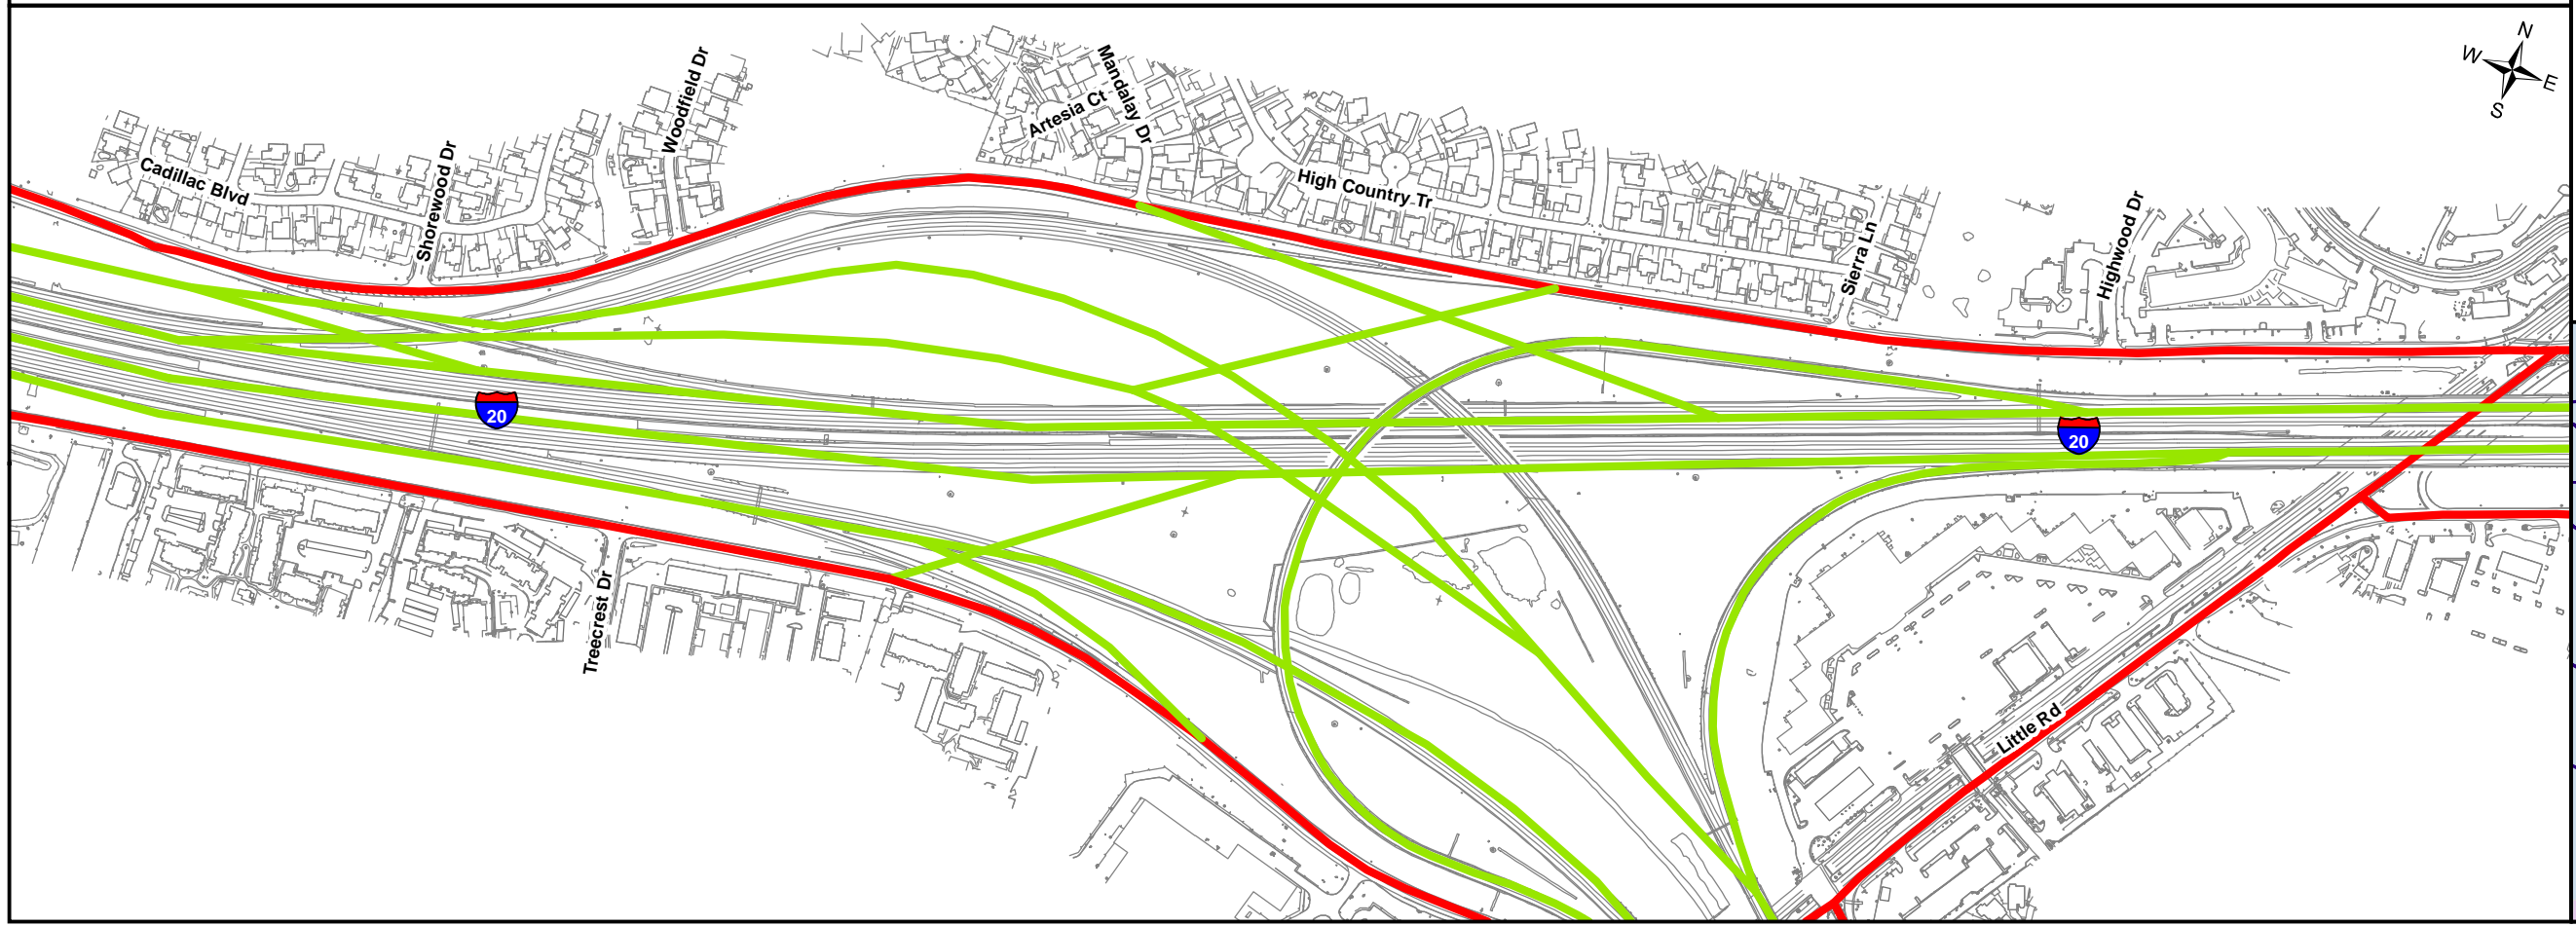 N
W
E
S
Cadillac Blvd
Shorewood Dr
Woodfield Dr
Artesia Ct
Mandalay Dr
High Country Tr
Sierra Ln
Highwood Dr
20
20
Treecrest Dr
Little Rd